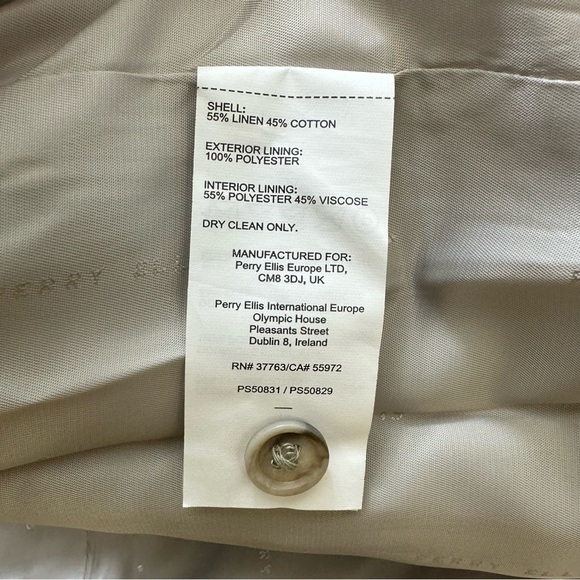 SHELL:
55% LINEN 45% COTTON
EXTERIOR LINING:
100% POLYESTER
INTERIOR LINING:
55% POLYESTER 45% VISCOSE
DRY CLEAN ONLY.
MANUFACTURED FOR:
Perry Ellis Europe LTD,
CM8 3DJ, UK
Perry Ellis International Europe
Olympic House
Pleasants Street
Dublin 8, Ireland
RN# 37763/CA# 55972
PS50831 / PS50829
PERRY
PERRY